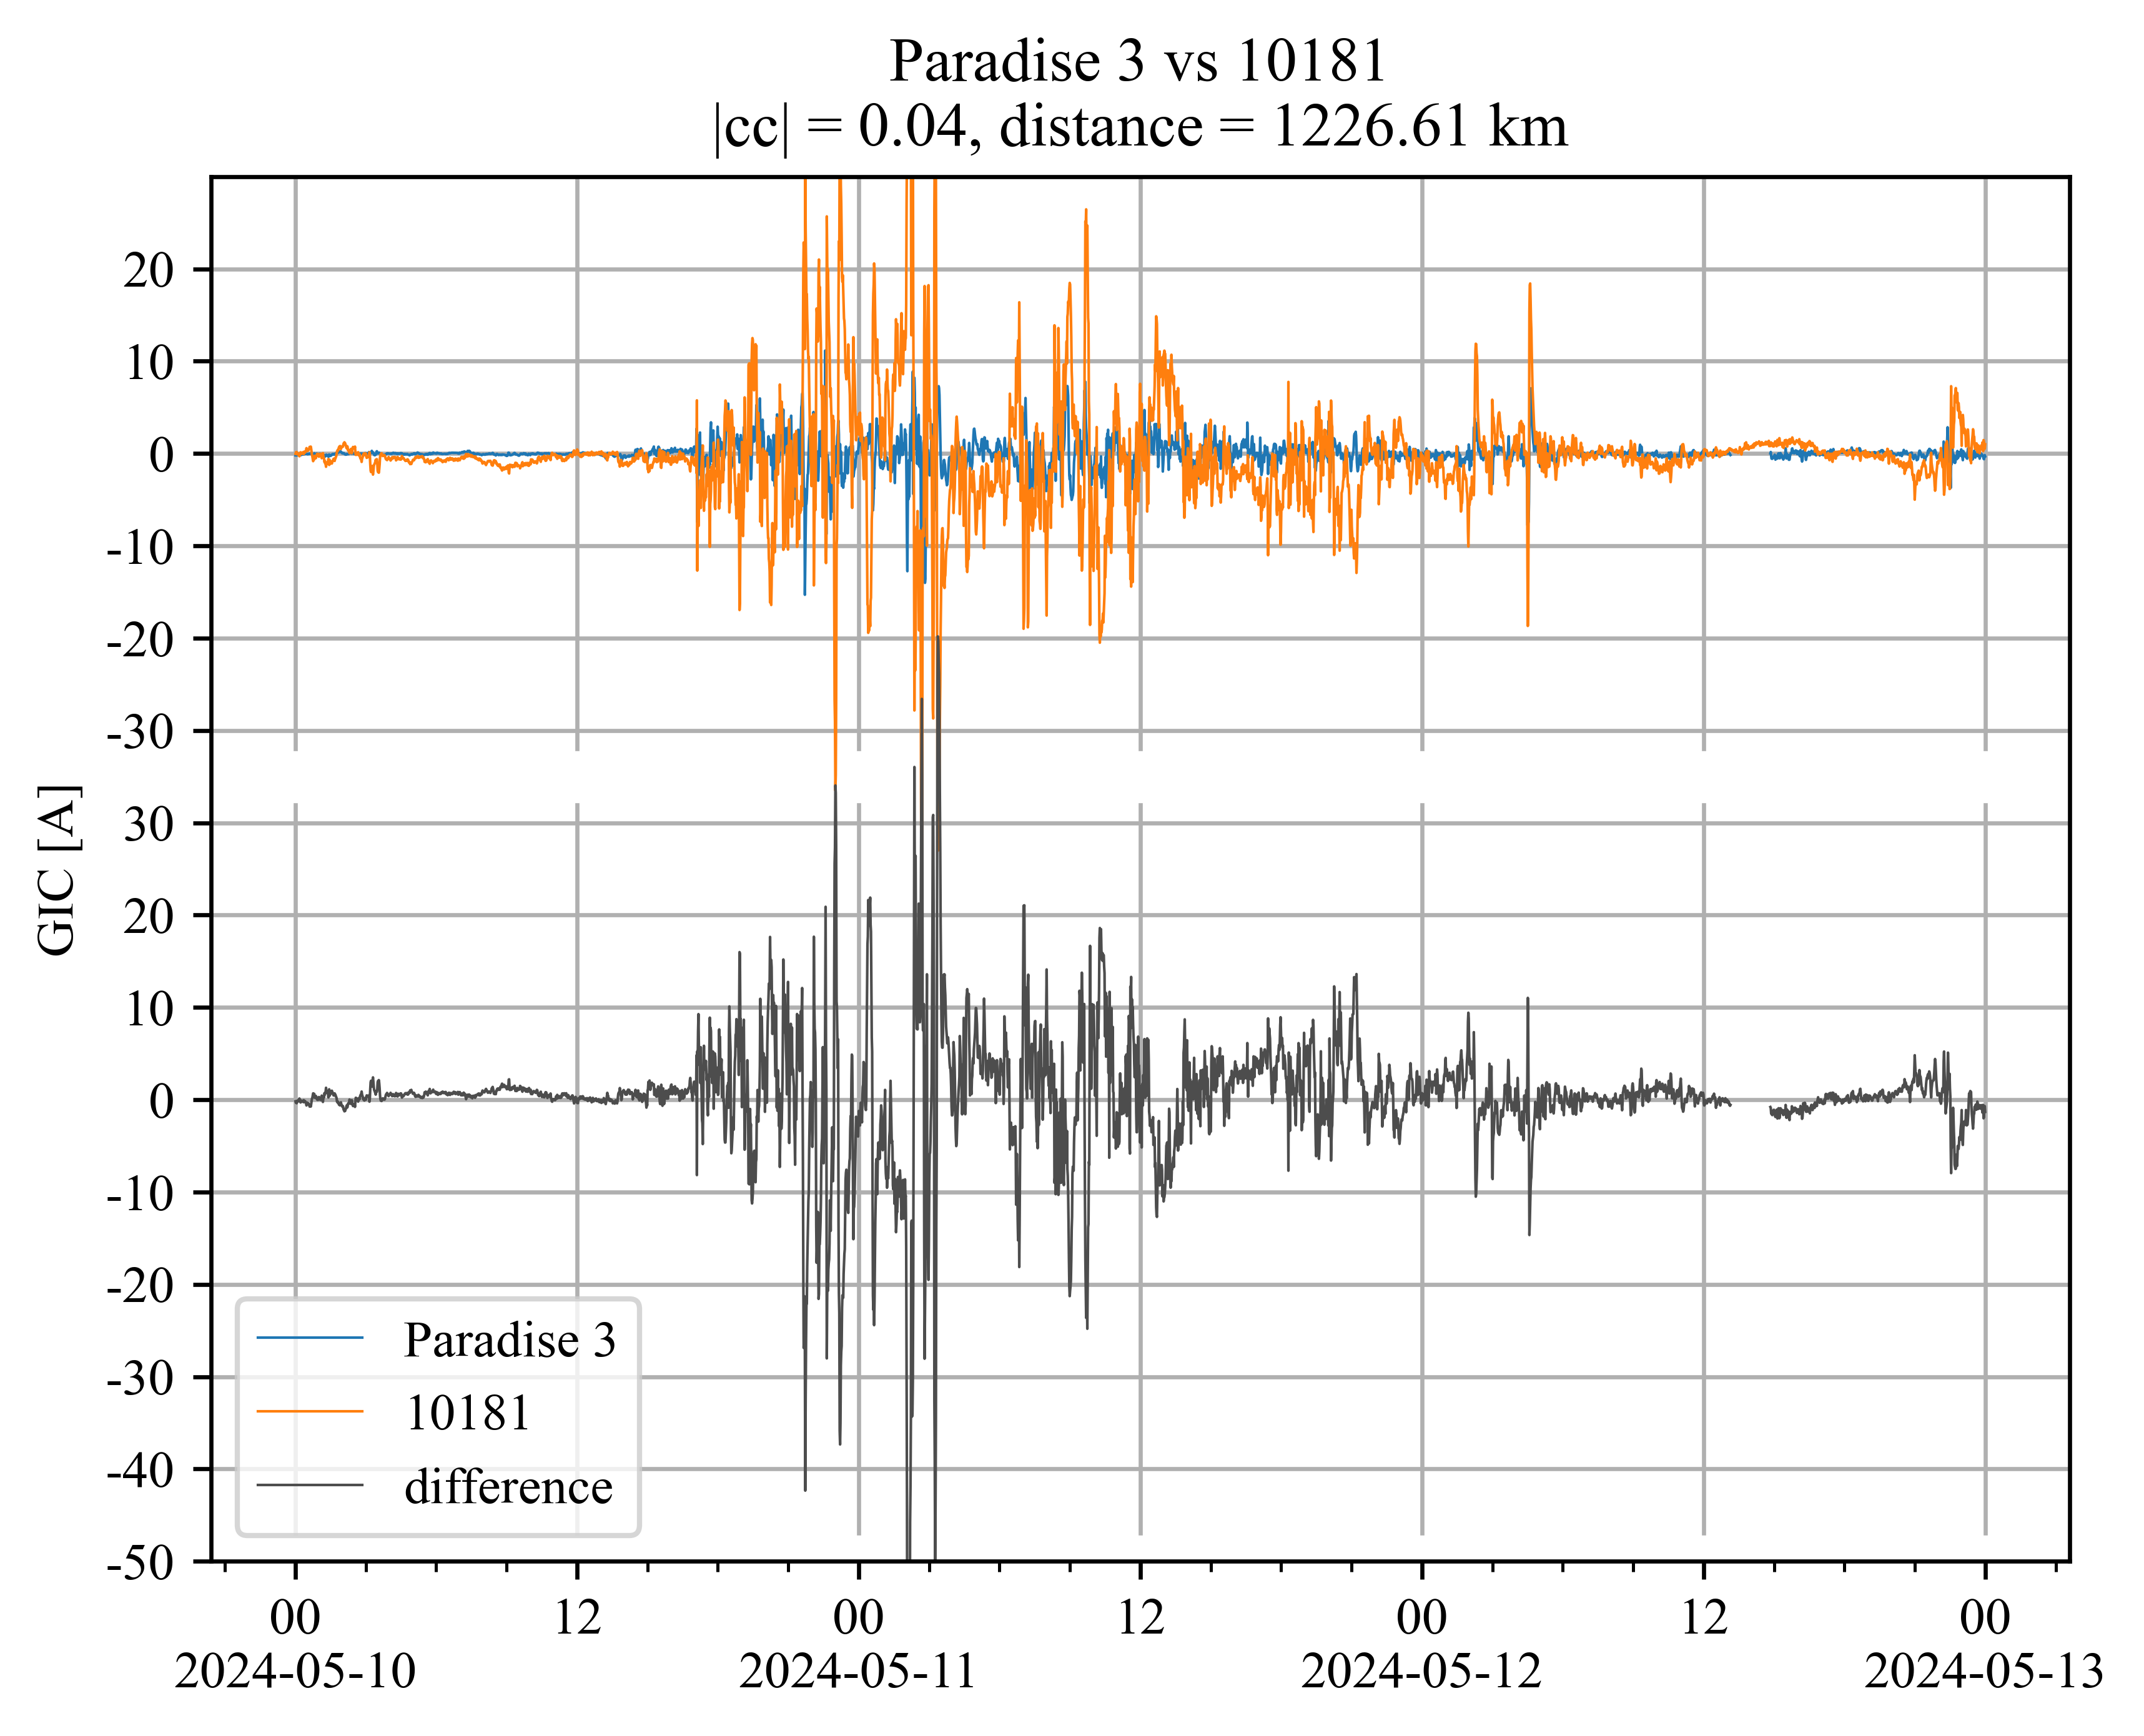 Paradise 3 vs 10181
|cc| = 0.04, distance = 1226.61 km
GIC [A]
20
10
0
-10
-20
-30
30
20
10
0
-10
-20
-30
-40
-50
Paradise 3
10181
difference
00 12 00 12 00 12 00
2024-05-10 2024-05-11 2024-05-12 2024-05-13